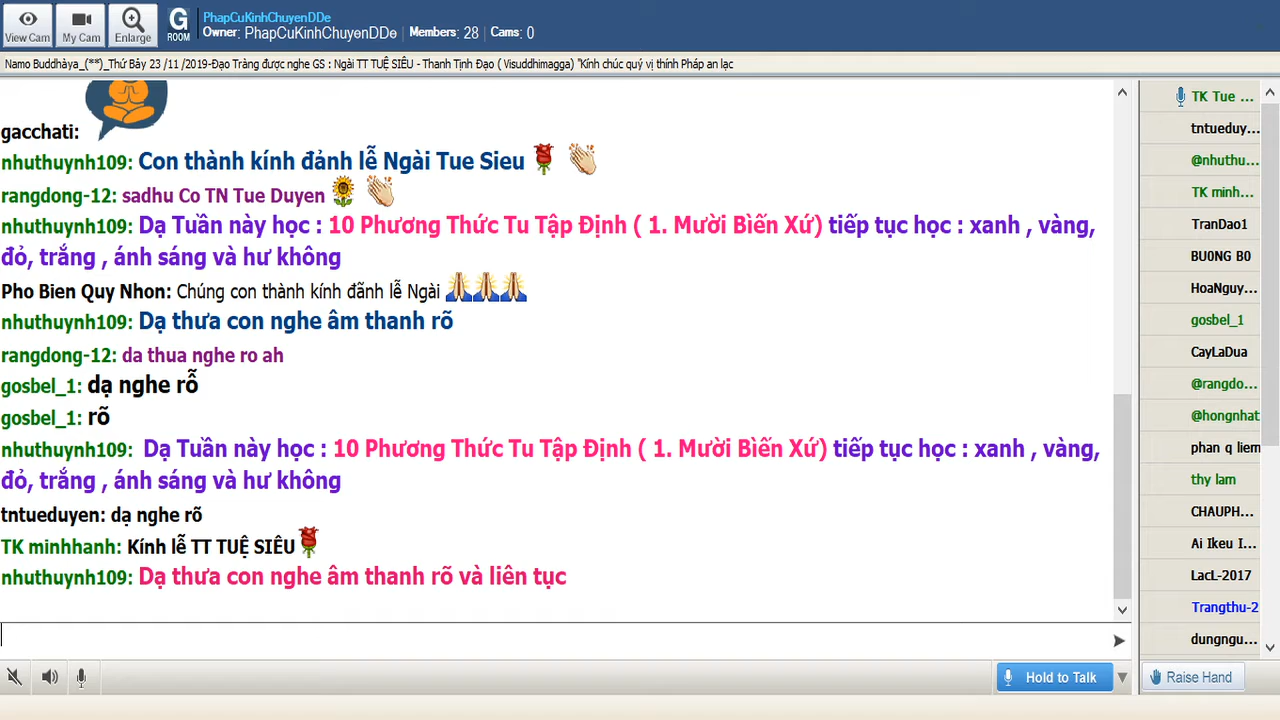 View Cam
My Cam
Enlarge
G
ROOM
PhapCuKinhChuyenDDe
Owner: PhapCuKinhChuyenDDe | Members: 28 | Cams: 0
Namo Buddhàya_(**)_Thứ Bảy 23 /11 /2019-Đạo Tràng được nghe GS : Ngài TT TUỆ SIÊU - Thanh Tịnh Đạo ( Visuddhimagga) "Kính chúc quý vị thính Pháp an lạc
gacchati:
nhuthuynh109: Con thành kính đảnh lễ Ngài Tue Sieu
rangdong-12: sadhu Co TN Tue Duyen
nhuthuynh109: Dạ Tuần này học : 10 Phương Thức Tu Tập Định ( 1. Mười Biến Xứ) tiếp tục học : xanh , vàng,
đỏ, trắng , ánh sáng và hư không
Pho Bien Quy Nhon: Chúng con thành kính đãnh lễ Ngài
nhuthuynh109: Dạ thưa con nghe âm thanh rõ
rangdong-12: da thua nghe ro ah
gosbel_1: dạ nghe rỗ
gosbel_1: rõ
nhuthuynh109: Dạ Tuần này học : 10 Phương Thức Tu Tập Định ( 1. Mười Biến Xứ) tiếp tục học : xanh , vàng,
đỏ, trắng , ánh sáng và hư không
tntueduyen: dạ nghe rõ
TK minhhanh: Kính lễ TT TUỆ SIÊU
nhuthuynh109: Dạ thưa con nghe âm thanh rõ và liên tục
Hold to Talk
TK Tue ...
tntueduy...
@nhuthu...
TK minh...
TranDao1
BU0NG B0
HoaNguy...
gosbel_1
CayLaDua
@rangdo...
@hongnhat
phan q liem
thy lam
CHAUPH...
Ai Ikeu I...
LacL-2017
Trangthu-2
dungngu...
Raise Hand